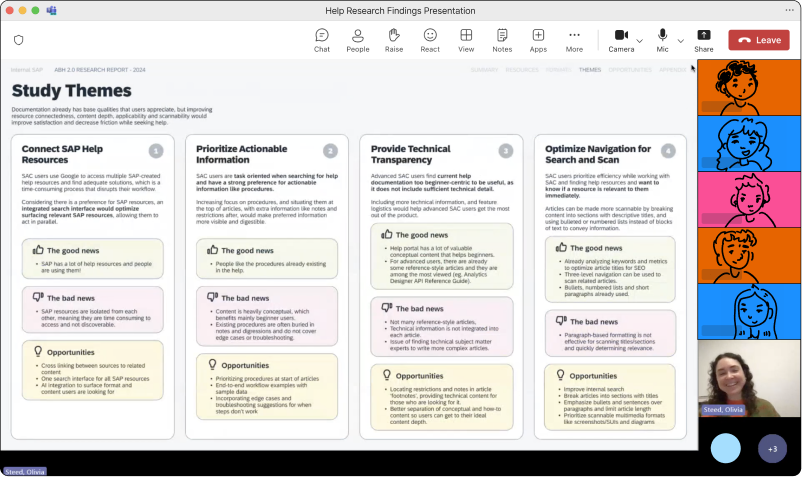 Help Research Findings Presentation
Chat
People
Raise
React
View
Notes
Apps
More
Camera
Mic
Share
Leave
Internal SAP
ABH 2.0 RESEARCH REPORT - 2024
SUMMARY
RESOURCES
THEMES
OPPORTUNITIES
Study Themes
Documentation already has base qualities that users appreciate, but improving
resource connectedness, content depth, applicability and scannability would
improve satisfaction and decrease friction while seeking help.
Connect SAP Help
Resources
1
SAC users use Google to access multiple SAP-created
help resources and find adequate solutions, which is a
time-consuming process that disrupts their workflow.
Considering there is a preference for SAP resources, an
integrated search interface would optimize
surfacing relevant SAP resources, allowing them to
act in parallel.
The good news
• SAP has a lot of help resources and people
are using them!
The bad news
• SAP resources are isolated from each
other, meaning they are time consuming to
access and not discoverable.
Opportunities
• Cross linking between sources to related
content
• One search interface for all SAP resources
• AI integration to surface format and
content users are looking for
Prioritize Actionable
Information
2
SAC users are task oriented when searching for help
and have a strong preference for actionable
information like procedures.
Increasing focus on procedures, and situating them at
the top of articles, with extra information like notes and
restrictions after, would make preferred information
more visible and digestible.
The good news
• People like the procedures already existing
in the help.
The bad news
• Content is heavily conceptual, which
benefits mainly beginner users.
• Existing procedures are often buried in
notes and digressions and do not cover
edge cases or troubleshooting.
Opportunities
• Prioritizing procedures at start of articles
• End-to-end workflow examples with
sample data
• Incorporating edge cases and
troubleshooting suggestions for when
steps don't work
Provide Technical
Transparency
3
Advanced SAC users find current help
documentation too beginner-centric to be useful, as
it does not include sufficient technical detail.
Including more technical information, and feature
logistics would help advanced SAC users get the most
out of the product.
The good news
• Help portal has a lot of valuable
conceptual content that helps beginners.
• For advanced users, there are already
some reference-style articles and they are
among the most viewed (eg. Analytics
Designer API Reference Guide).
The bad news
• Not many reference-style articles,
• Technical information is not integrated into
each article.
• Issue of finding technical subject matter
experts to write more complex articles.
Opportunities
• Locating restrictions and notes in article
'footnotes', providing technical content for
those who are looking for it.
• Better separation of conceptual and how-to
content so users can get to their ideal
content depth.
Optimize Navigation for
Search and Scan
4
SAC users prioritize efficiency while working with
SAC and finding help resources and want to
know if a resource is relevant to them
immediately.
Articles can be made more scannable by breaking
content into sections with descriptive titles, and
using bulleted or numbered lists instead of blocks
of text to convey information.
The good news
• Already analyzing keywords and metrics
to optimize article titles for SEO
• Three-level navigation can be used to
scan related articles.
• Bullets, numbered lists and short
paragraphs already used.
The bad news
• Paragraph-based formatting is not
effective for scanning titles/sections
and quickly determining relevance.
Opportunities
• Improve internal search
• Break articles into sections with titles
• Emphasize bullets and sentences over
paragraphs and limit article length
• Prioritize scannable multimedia formats
like screenshots/SUIs and diagrams
Steed, Olivia
+3
Steed, Olivia